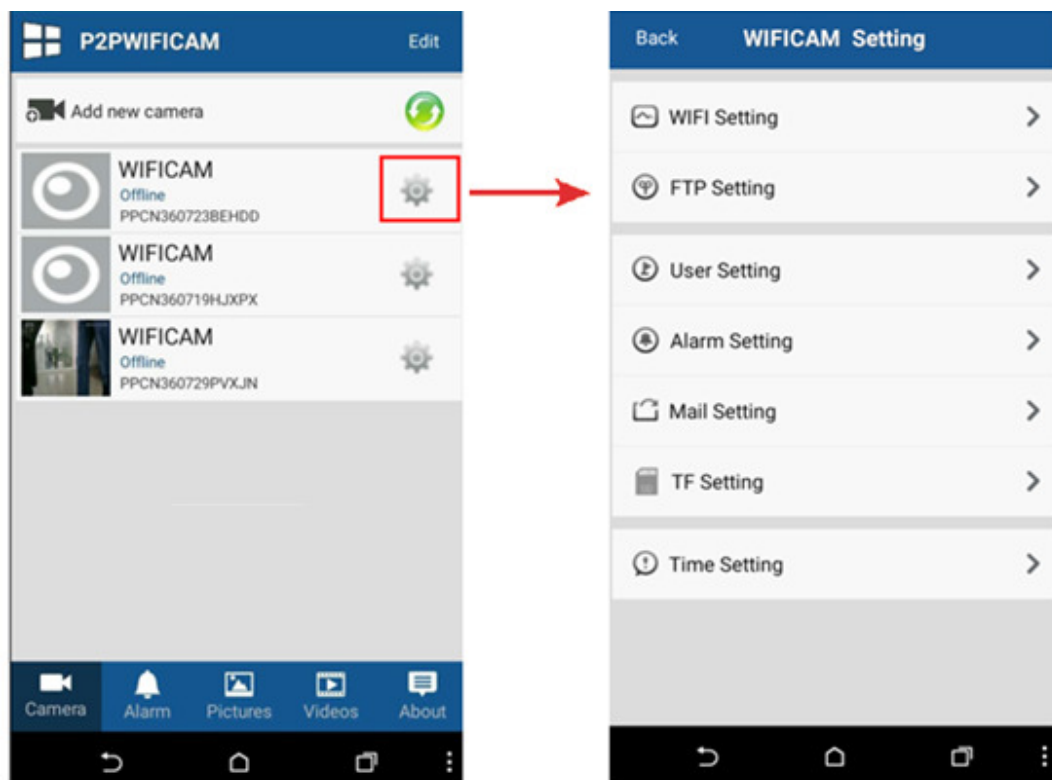 P2PWIFICAM
Edit
Add new camera
WIFICAM
Offline
PPCN360723BEHDD
WIFICAM
Offline
PPCN360719HJXPX
WIFICAM
Offline
PPCN360729PVXJN
Camera
Alarm
Pictures
Videos
About
Back
WIFICAM Setting
WIFI Setting
FTP Setting
User Setting
Alarm Setting
Mail Setting
TF Setting
Time Setting